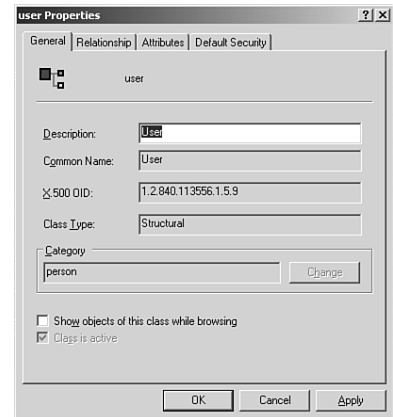 user Properties
General Relationship Attributes Default Security
user
Description: User
Common Name: User
X.500 OID: 1.2.840.113556.1.5.9
Class Type: Structural
Category
person Change
Show objects of this class while browsing
Class is active
OK Cancel Apply